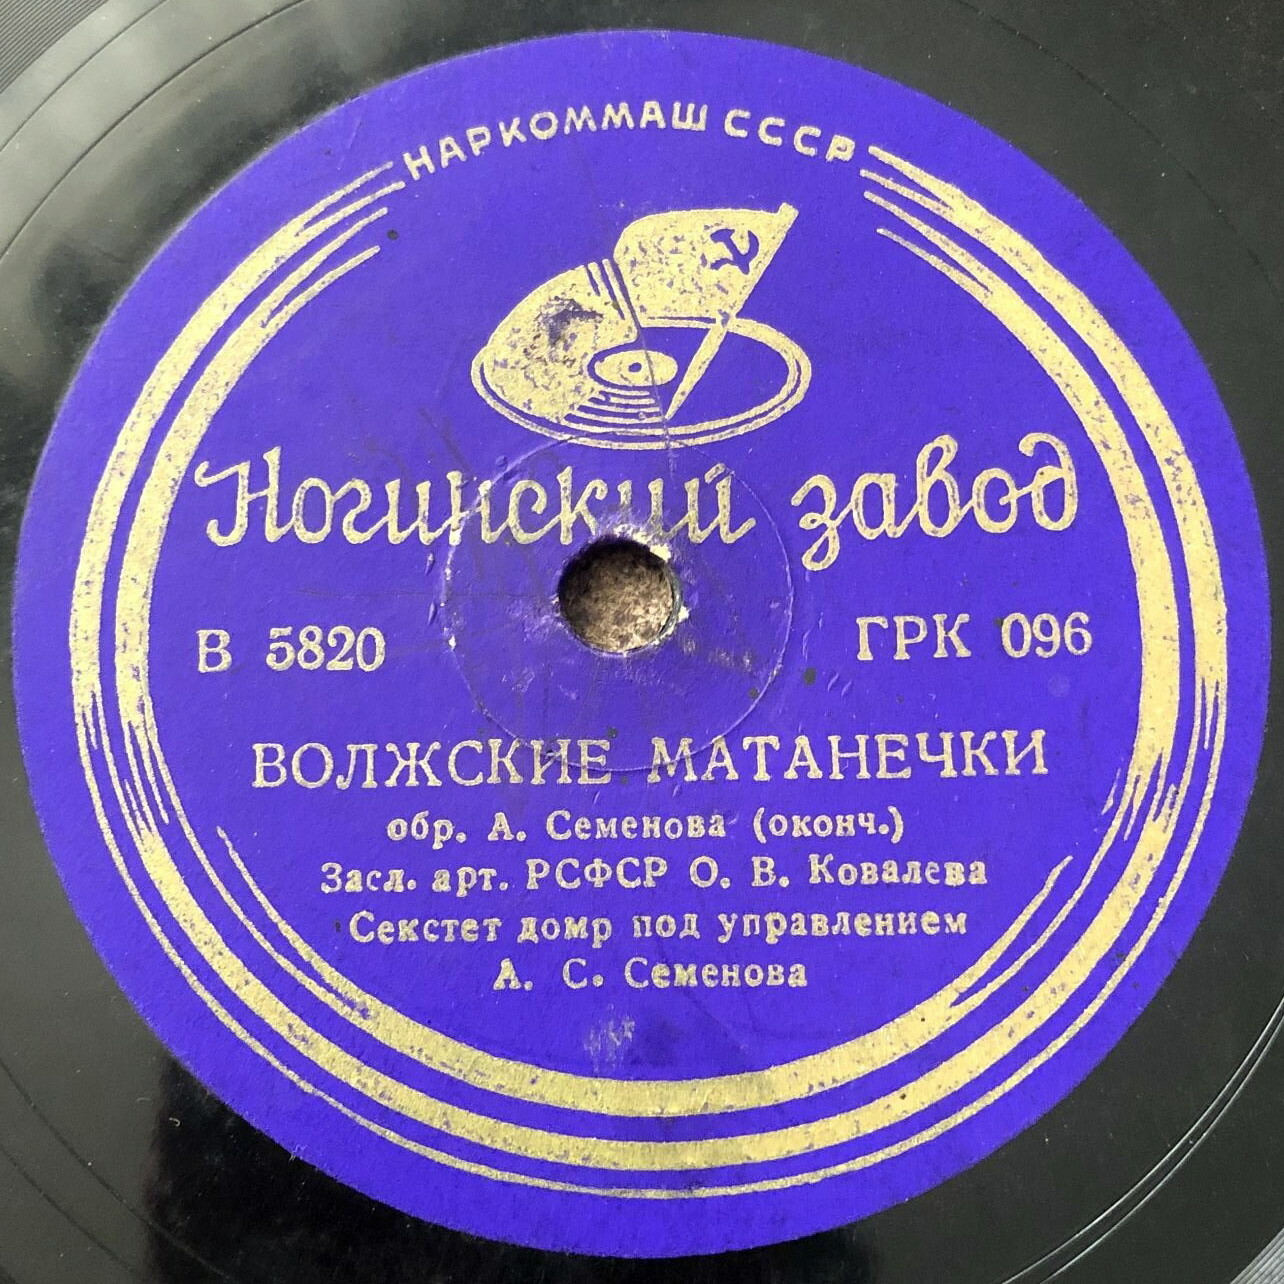 НАРКОММАШ СССР
Ногинский завод
В 5820 ГРК 096
ВОЛЖСКИЕ МАТАНЕЧКИ
обр. А. Семенова (оконч.)
Засл. арт. РСФСР О. В. Ковалева
Секстет домр под управлением
А. С. Семенова